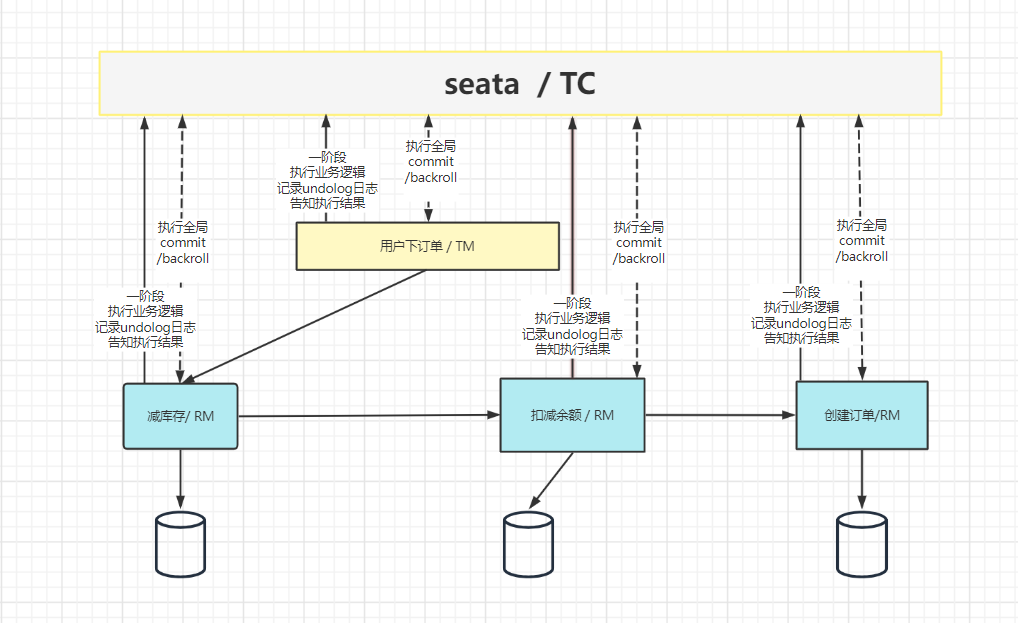 seata / TC
一阶段
执行业务逻辑
记录undolog日志
告知执行结果
执行全局
commit
/backroll
用户下订单 / TM
执行全局
commit
/backroll
执行全局
commit
/backroll
执行全局
commit
/backroll
一阶段
执行业务逻辑
记录undolog日志
告知执行结果
一阶段
执行业务逻辑
记录undolog日志
告知执行结果
一阶段
执行业务逻辑
记录undolog日志
告知执行结果
减库存/ RM
扣减余额 / RM
创建订单/RM